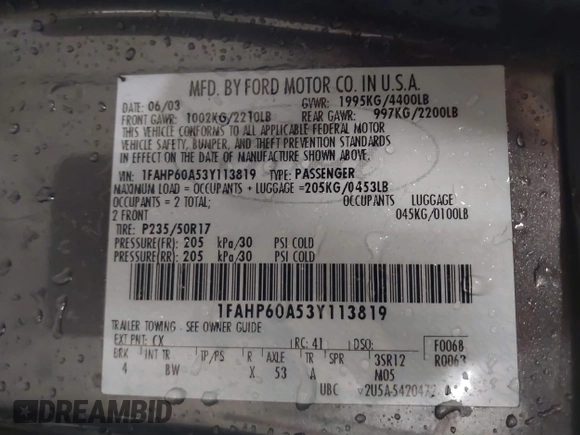 MFD. BY FORD MOTOR CO. IN U.S.A.
DATE: 06/03 GVWR: 1995KG/4400LB
FRONT GAWR: 1002KG/2210LB REAR GAWR: 997KG/2200LB
THIS VEHICLE CONFORMS TO ALL APPLICABLE FEDERAL MOTOR
VEHICLE SAFETY, BUMPER, AND THEFT PREVENTION STANDARDS
IN EFFECT ON THE DATE OF MANUFACTURE SHOWN ABOVE.
VIN: 1FAHP60A53Y113819 TYPE: PASSENGER
MAXIMUM LOAD = OCCUPANTS + LUGGAGE =205KG/0453LB
OCCUPANTS = 2 TOTAL; OCCUPANTS LUGGAGE
2 FRONT 045KG/0100LB
TIRE: P235/50R17
PRESSURE(FR): 205 kPa/30 PSI COLD
PRESSURE(RR): 205 kPa/30 PSI COLD
1FAHP60A53Y113819
TRAILER TOWING - SEE OWNER GUIDE
EXT PNT: CX RC: 41 DSO: F0068
BRK INT TR TP/PS R AXLE TR SPR 3SR12 R0063
4 BW X 53 A M05
UBC
DREAMBID